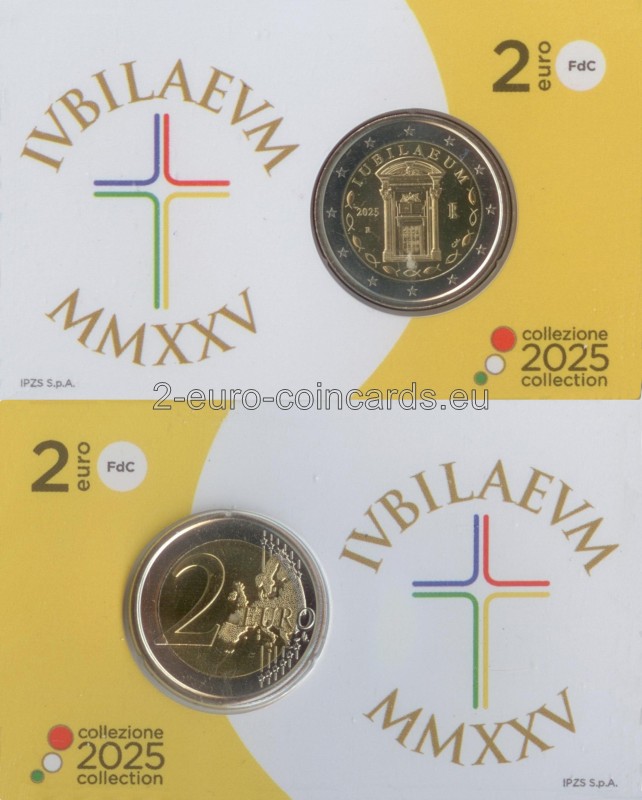 IVBILAEVM
MMXXV
IPZS S.p.A.
2 euro
FdC
IUBILAEUM
2025
RI
R
collezione
2025
collection
2-euro-coincards.eu
2 euro
FdC
2 EURO
collezione
2025
collection
IVBILAEVM
MMXXV
IPZS S.p.A.